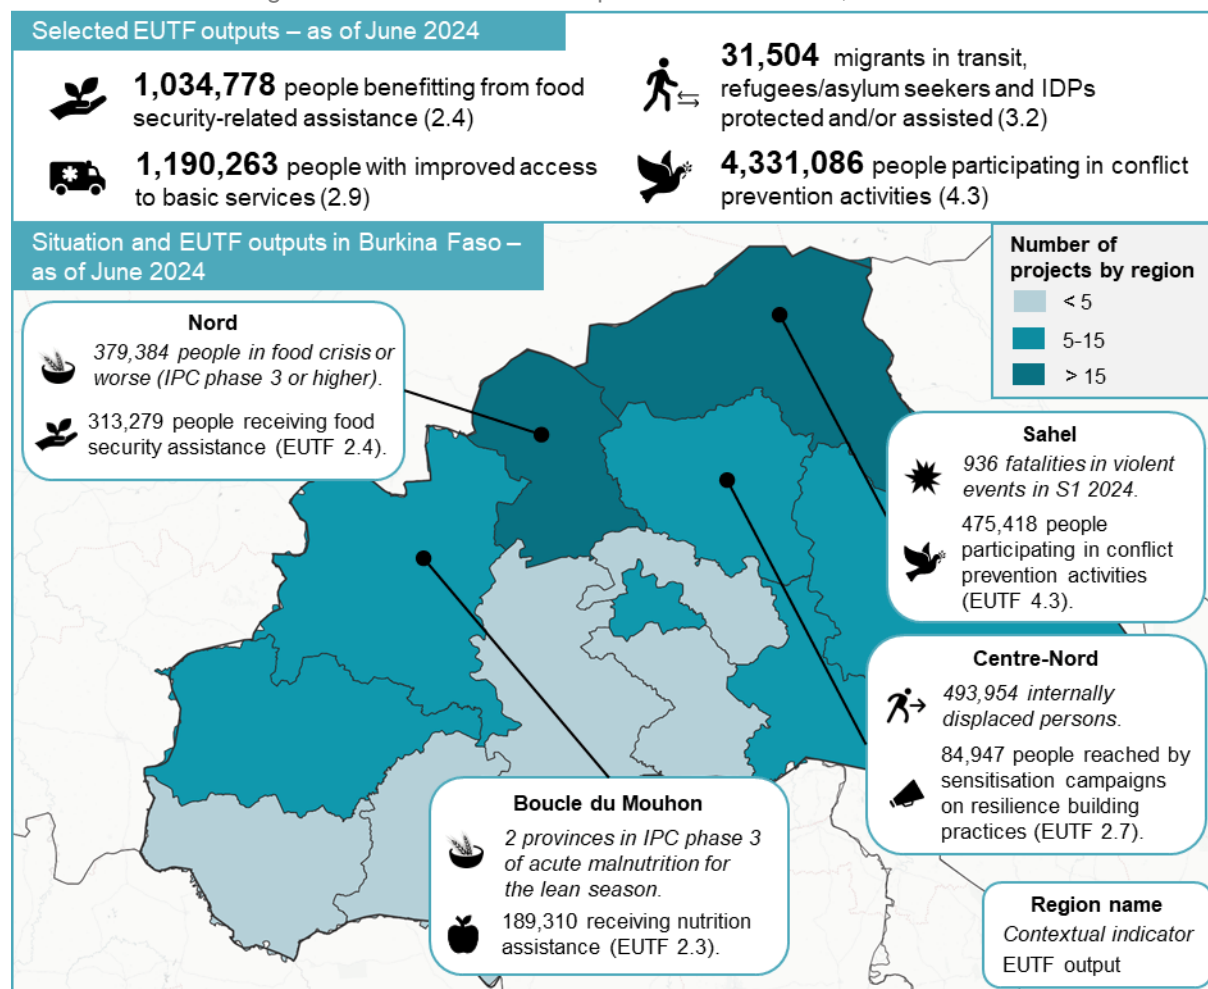 Selected EUTF outputs – as of June 2024
1,034,778 people benefitting from food
security-related assistance (2.4)
1,190,263 people with improved access
to basic services (2.9)
31,504 migrants in transit,
refugees/asylum seekers and IDPs
protected and/or assisted (3.2)
4,331,086 people participating in conflict
prevention activities (4.3)
Situation and EUTF outputs in Burkina Faso –
as of June 2024
Number of
projects by region
< 5
5-15
> 15
Nord
379,384 people in food crisis or
worse (IPC phase 3 or higher).
313,279 people receiving food
security assistance (EUTF 2.4).
Sahel
936 fatalities in violent
events in S1 2024.
475,418 people
participating in conflict
prevention activities
(EUTF 4.3).
Centre-Nord
493,954 internally
displaced persons.
84,947 people reached by
sensitisation campaigns
on resilience building
practices (EUTF 2.7).
Boucle du Mouhon
2 provinces in IPC phase 3
of acute malnutrition for
the lean season.
189,310 receiving nutrition
assistance (EUTF 2.3).
Region name
Contextual indicator
EUTF output